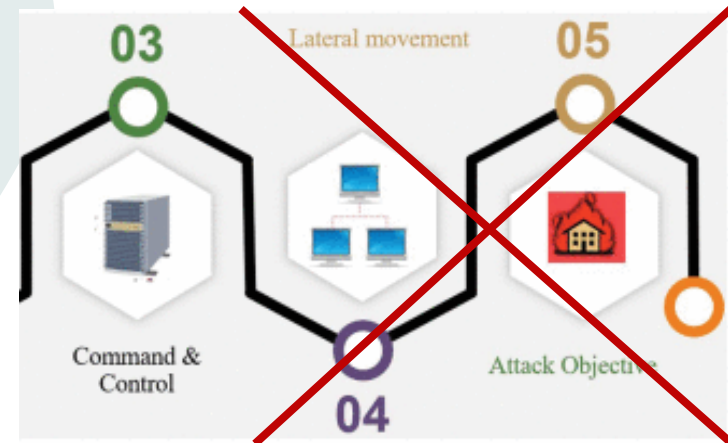 03
Lateral movement
05
Command &
Control
Attack Objective
04